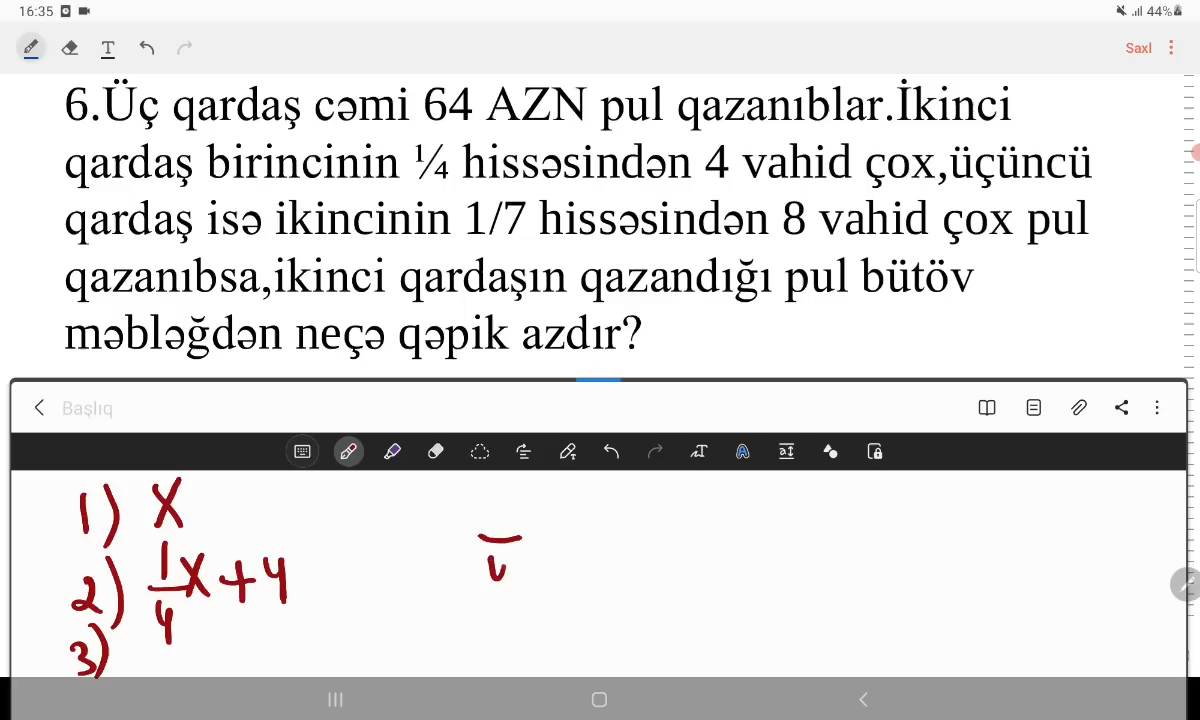 16:35
44%
Saxl
6.Üç qardaş cəmi 64 AZN pul qazanıblar.İkinci
qardaş birincinin ¼ hissəsindən 4 vahid çox,üçüncü
qardaş isə ikincinin 1/7 hissəsindən 8 vahid çox pul
qazanıbsa,ikinci qardaşın qazandığı pul bütöv
məbləğdən neçə qəpik azdır?
Başlıq
1) x
2) 1/4 x + 4
3)